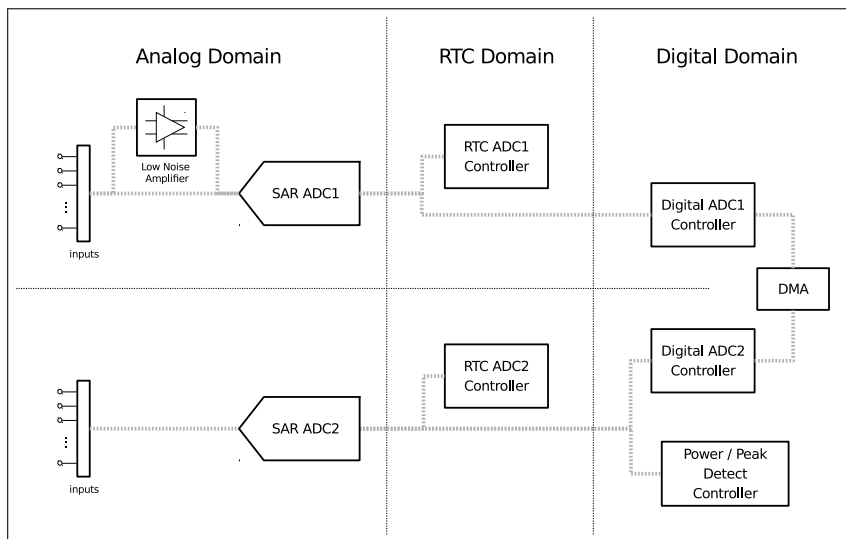 Analog Domain
RTC Domain
Digital Domain
Low Noise
Amplifier
RTC ADC1
Controller
SAR ADC1
inputs
Digital ADC1
Controller
DMA
RTC ADC2
Controller
Digital ADC2
Controller
SAR ADC2
inputs
Power / Peak
Detect
Controller